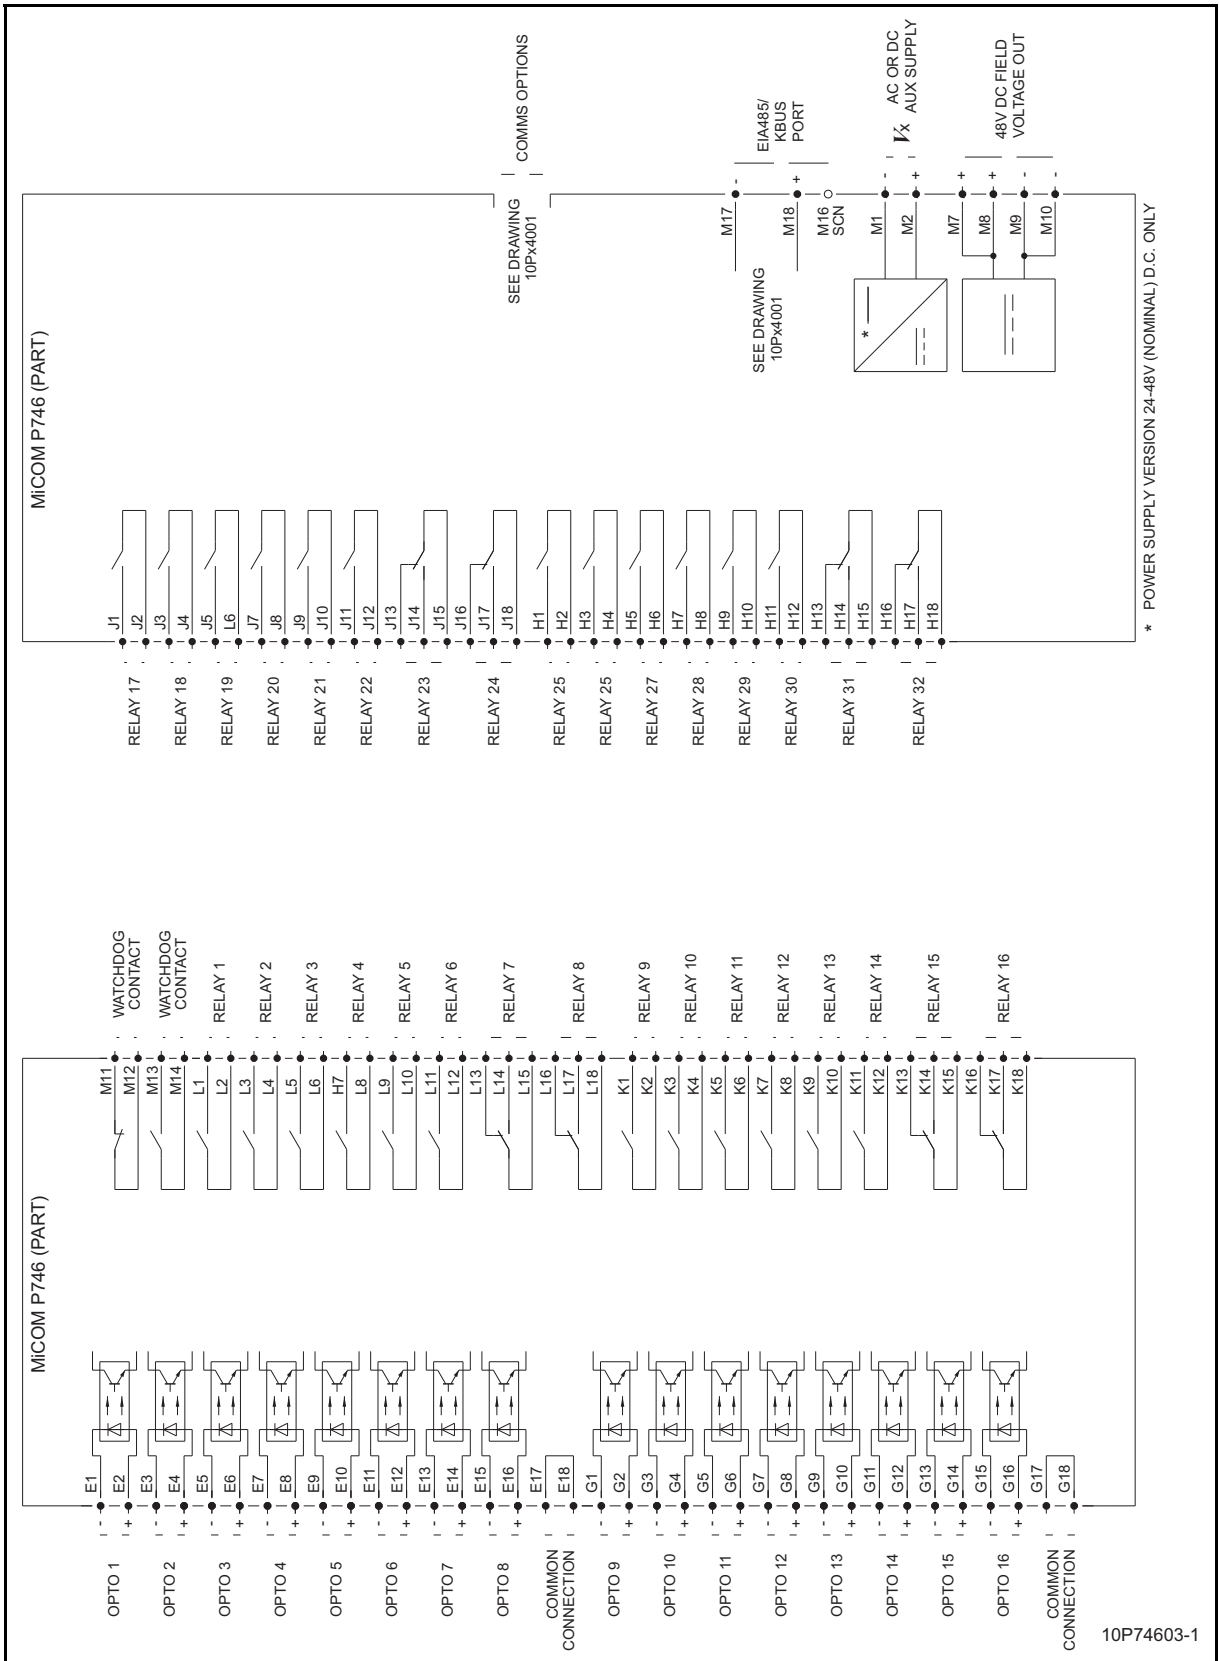 MiCOM P746 (PART)
OPTO 1
-
+
E1
E2
OPTO 2
-
+
E3
E4
OPTO 3
-
+
E5
E6
OPTO 4
-
+
E7
E8
OPTO 5
-
+
E9
E10
OPTO 6
-
+
E11
E12
OPTO 7
-
+
E13
E14
OPTO 8
-
+
E15
E16
COMMON
CONNECTION
E17
E18
OPTO 9
-
+
G1
G2
OPTO 10
-
+
G3
G4
OPTO 11
-
+
G5
G6
OPTO 12
-
+
G7
G8
OPTO 13
-
+
G9
G10
OPTO 14
-
+
G11
G12
OPTO 15
-
+
G13
G14
OPTO 16
-
+
G15
G16
COMMON
CONNECTION
G17
G18
M11
M12
WATCHDOG
CONTACT
M13
M14
WATCHDOG
CONTACT
L1
L2
RELAY 1
L3
L4
RELAY 2
L5
L6
RELAY 3
H7
L8
RELAY 4
L9
L10
RELAY 5
L11
L12
RELAY 6
L13
L14
L15
RELAY 7
L16
L17
L18
RELAY 8
K1
K2
RELAY 9
K3
K4
RELAY 10
K5
K6
RELAY 11
K7
K8
RELAY 12
K9
K10
RELAY 13
K11
K12
RELAY 14
K13
K14
K15
RELAY 15
K16
K17
K18
RELAY 16
MiCOM P746 (PART)
RELAY 17
J1
J2
RELAY 18
J3
J4
RELAY 19
J5
L6
RELAY 20
J7
J8
RELAY 21
J9
J10
RELAY 22
J11
J12
RELAY 23
J13
J14
J15
RELAY 24
J16
J17
J18
RELAY 25
H1
H2
RELAY 25
H3
H4
RELAY 27
H5
H6
RELAY 28
H7
H8
RELAY 29
H9
H10
RELAY 30
H11
H12
RELAY 31
H13
H14
H15
RELAY 32
H16
H17
H18
SEE DRAWING
10Px4001
COMMS OPTIONS
SEE DRAWING
10Px4001
M17
-
M18
+
M16
SCN
EIA485/
KBUS
PORT
*
M1
-
M2
+
Vx
AC OR DC
AUX SUPPLY
M7
+
M8
+
M9
-
M10
-
48V DC FIELD
VOLTAGE OUT
* POWER SUPPLY VERSION 24-48V (NOMINAL) D.C. ONLY
10P74603-1